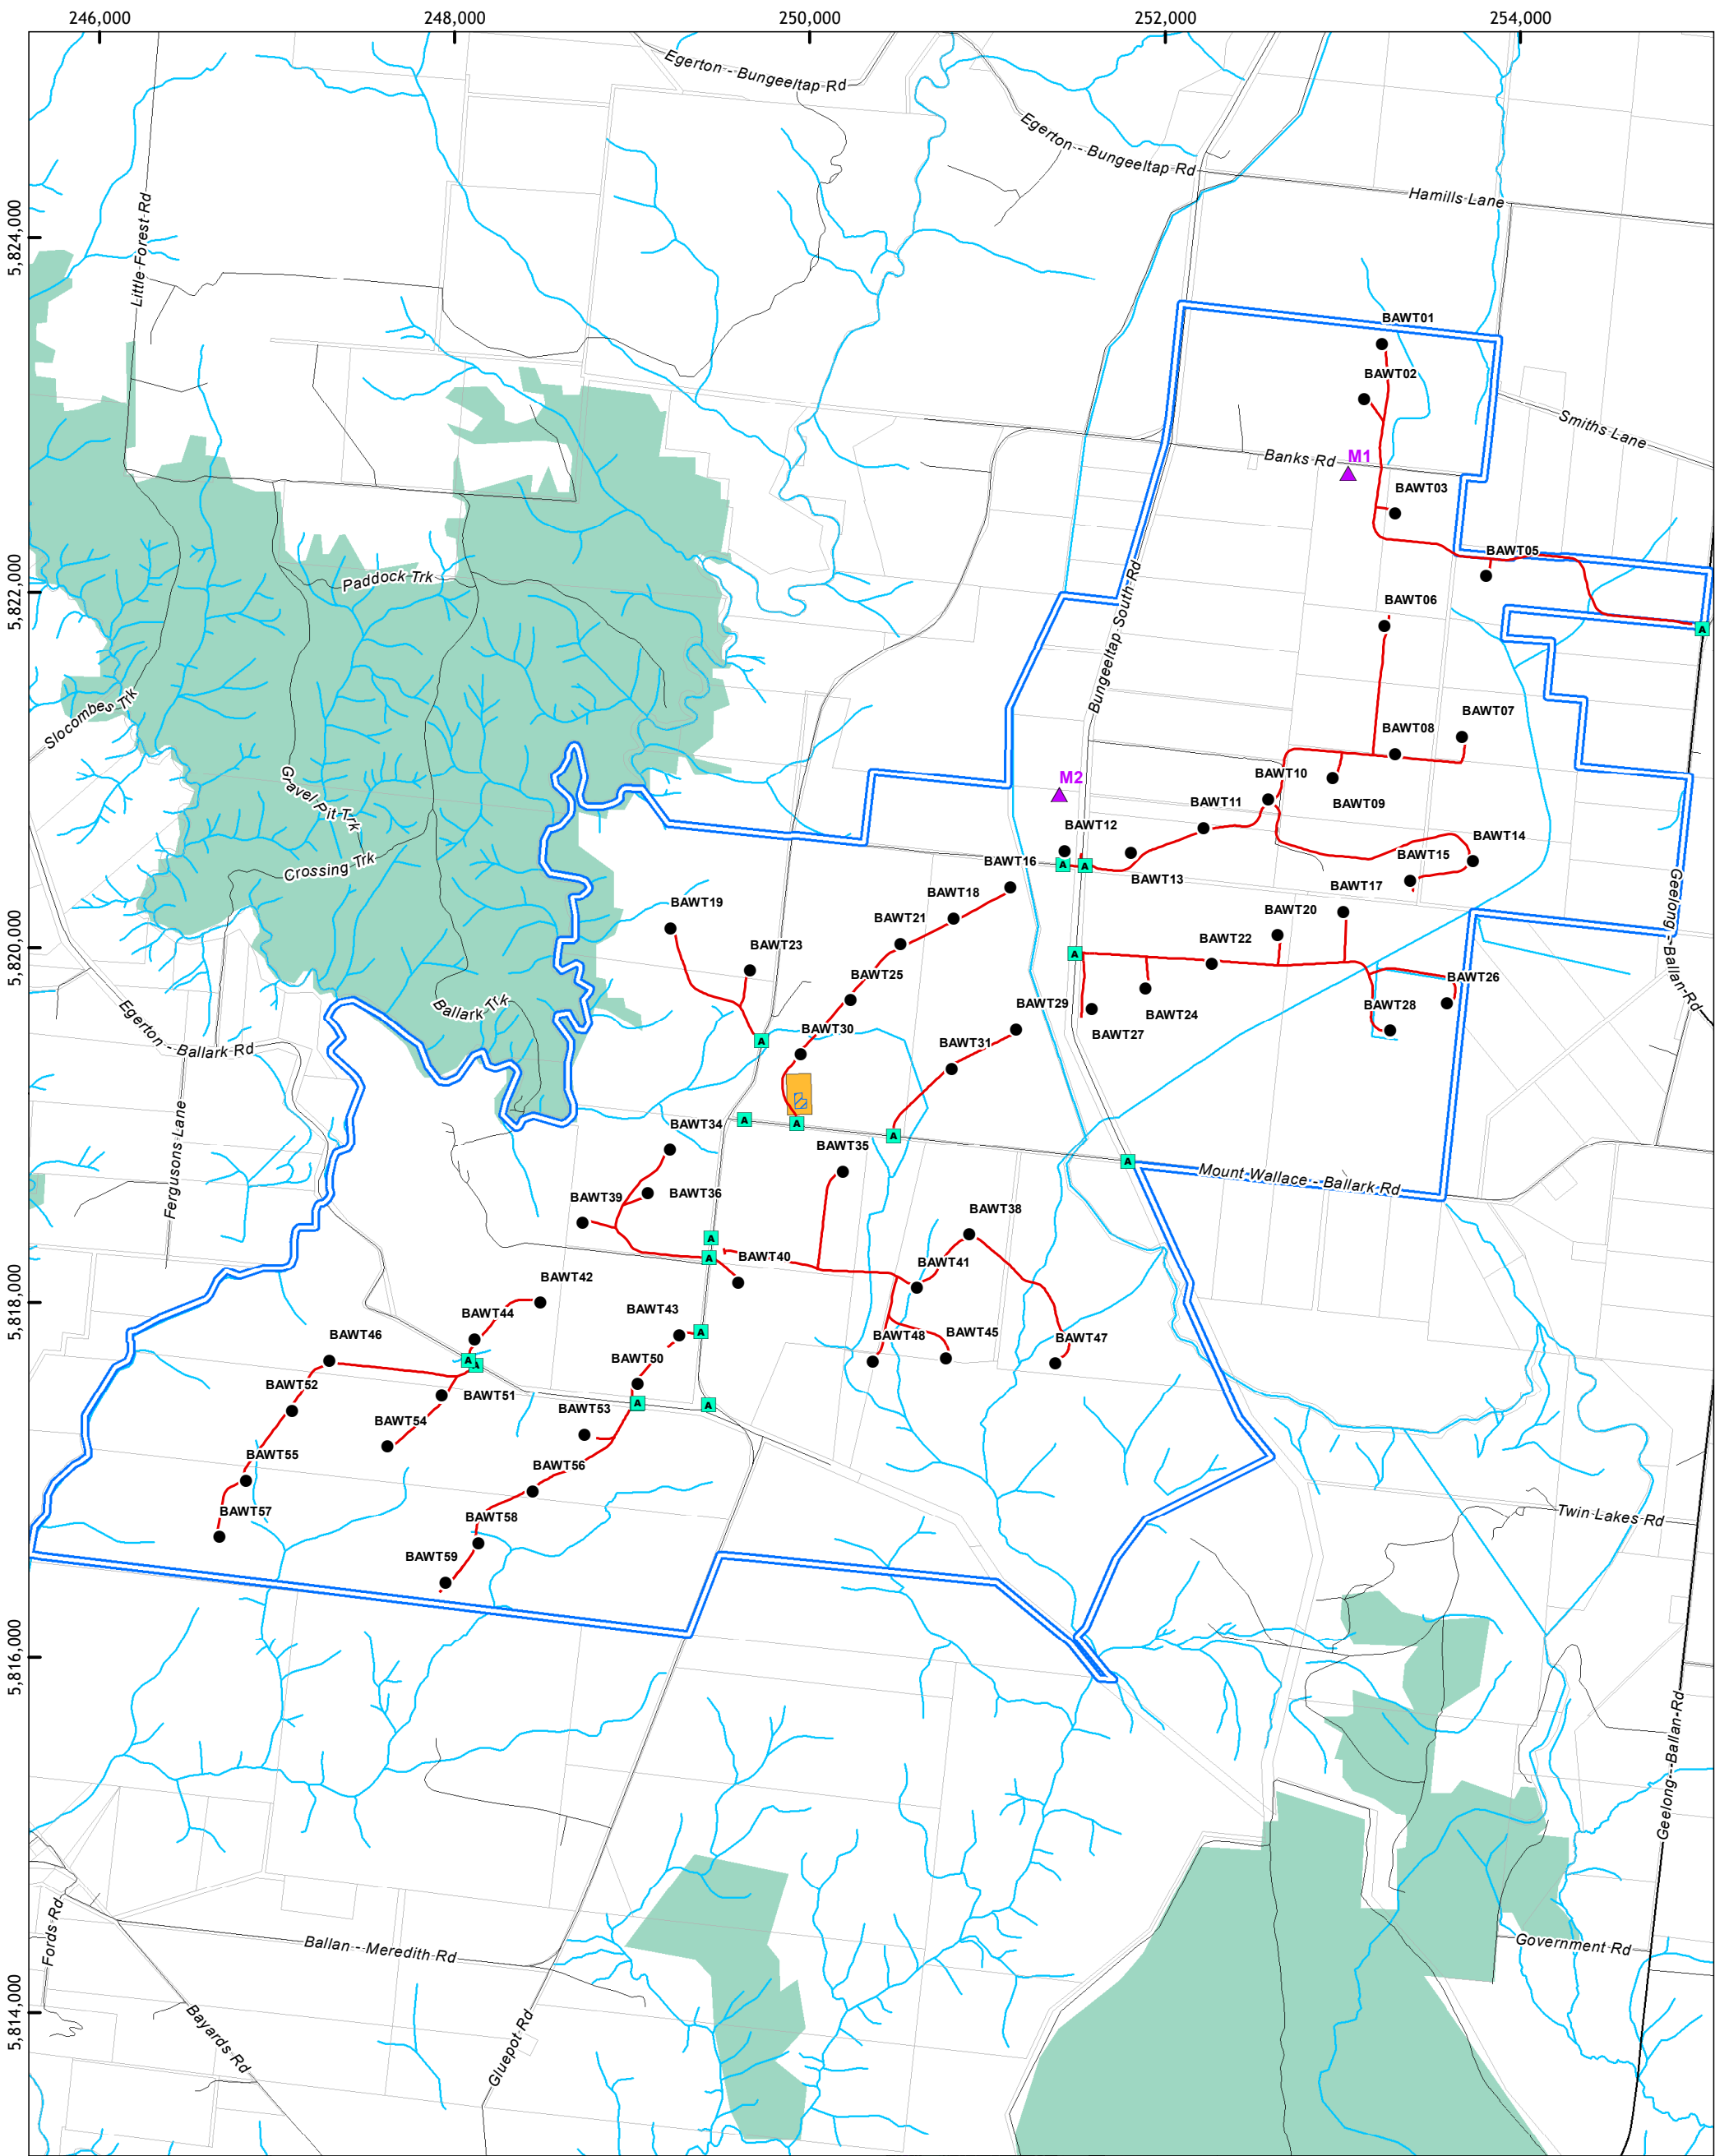 246,000
248,000
250,000
252,000
254,000
Egerton - Bungeeltap Rd
Egerton - Bungeeltap Rd
Hamills Lane
5,824,000
Little Forest Rd
BAWT01
BAWT02
Smiths Lane
Banks Rd
M1
BAWT03
BAWT05
5,822,000
Paddock Trk
BAWT06
A
Bungeeltap South Rd
Slocombes Trk
BAWT07
BAWT08
Gravel Pit Trk
M2
BAWT10
BAWT09
BAWT11
BAWT12
BAWT14
Crossing Trk
BAWT16
A
A
BAWT15
BAWT13
BAWT17
BAWT18
BAWT19
BAWT20
BAWT21
BAWT22
BAWT23
5,820,000
A
Geelong - Ballan Rd
BAWT25
BAWT26
Ballark Trk
BAWT29
BAWT24
BAWT28
BAWT27
Egerton - Ballark Rd
BAWT30
A
BAWT31
Fergusons Lane
A
A
A
BAWT34
BAWT35
A
Mount Wallace - Ballark Rd
BAWT39
BAWT36
BAWT38
A
A
BAWT40
BAWT41
BAWT42
5,818,000
BAWT44
BAWT43
A
BAWT46
BAWT48
BAWT45
BAWT47
A
A
BAWT50
BAWT52
BAWT51
A
A
BAWT54
BAWT53
BAWT55
BAWT56
BAWT57
BAWT58
Twin Lakes Rd
BAWT59
5,816,000
Geelong - Ballan Rd
Fords Rd
Ballan - Meredith Rd
Government Rd
5,814,000
Bayards Rd
Gluepot Rd